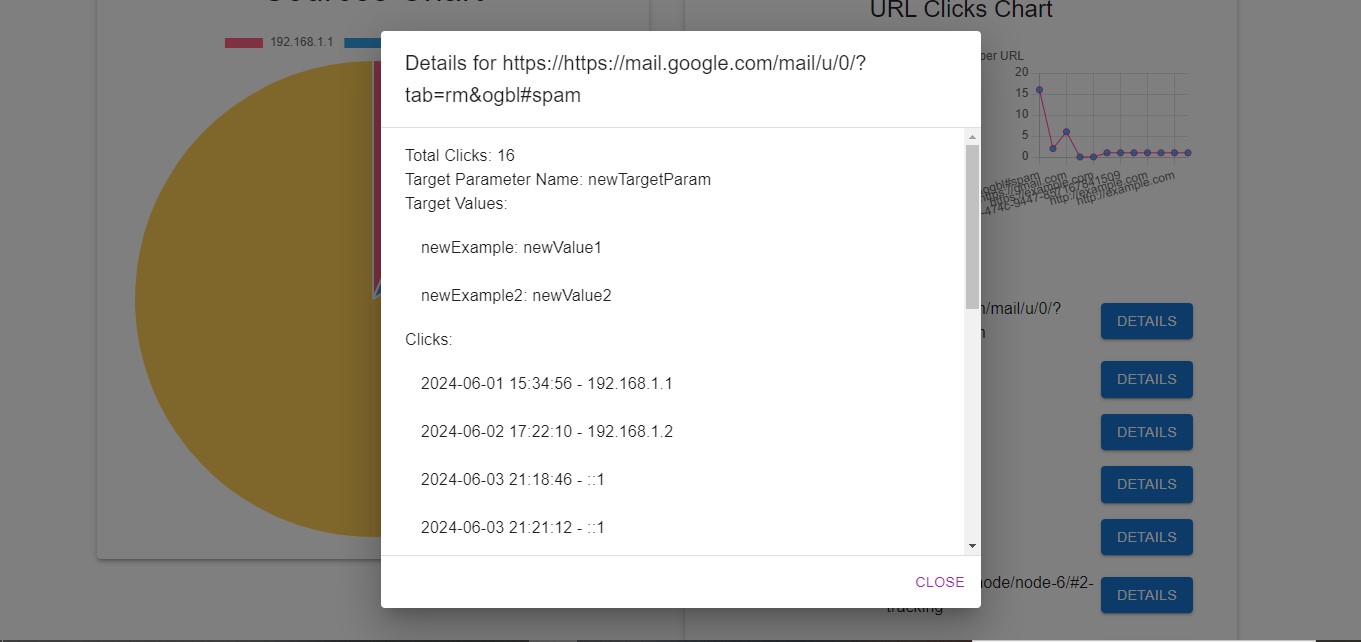 URL Clicks Chart
192.168.1.1
per URL
20
15
10
5
0
ogbl#spam
https://gmail.com
https://example.com
-474c-9447-857167841509
http://example.com
http://example.com
Details for https://https://mail.google.com/mail/u/0/?
tab=rm&ogbl#spam
Total Clicks: 16
Target Parameter Name: newTargetParam
Target Values:
newExample: newValue1
newExample2: newValue2
Clicks:
2024-06-01 15:34:56 - 192.168.1.1
2024-06-02 17:22:10 - 192.168.1.2
2024-06-03 21:18:46 - ::1
2024-06-03 21:21:12 - ::1
CLOSE
/mail/u/0/?
DETAILS
DETAILS
DETAILS
DETAILS
DETAILS
node/node-6/#2-
tracking
DETAILS